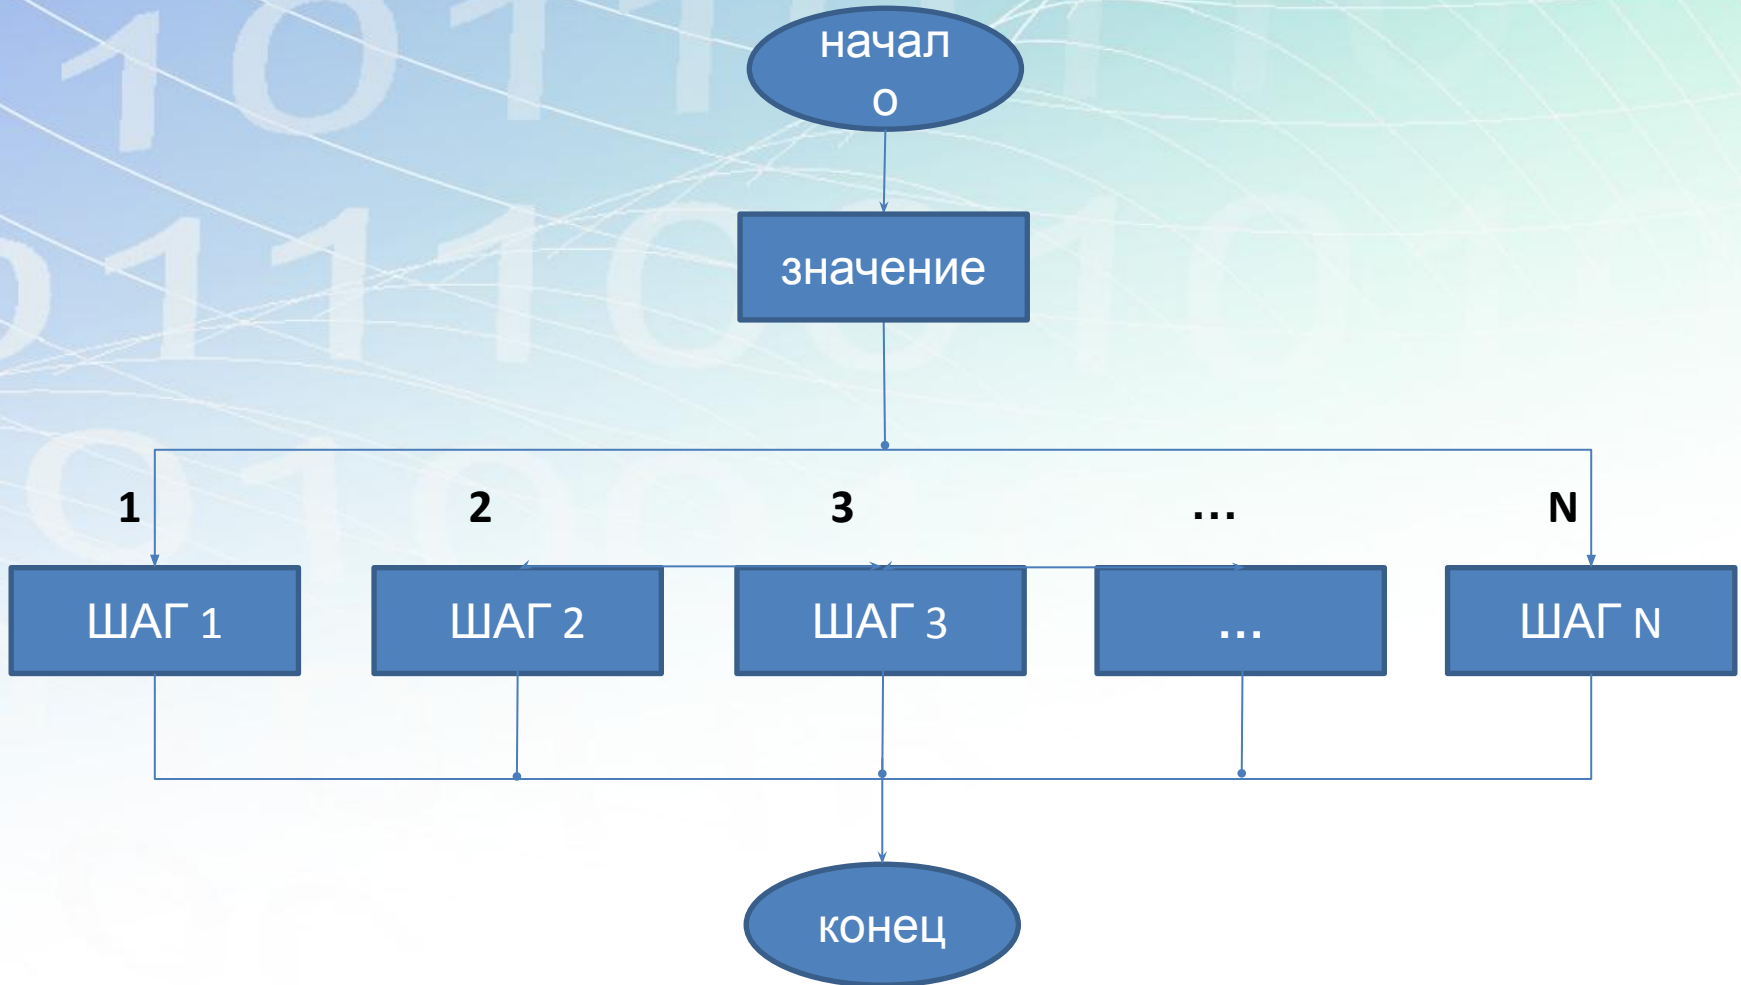 начал
о
значение
1
2
3
...
N
ШАГ 1
ШАГ 2
ШАГ 3
...
ШАГ N
конец